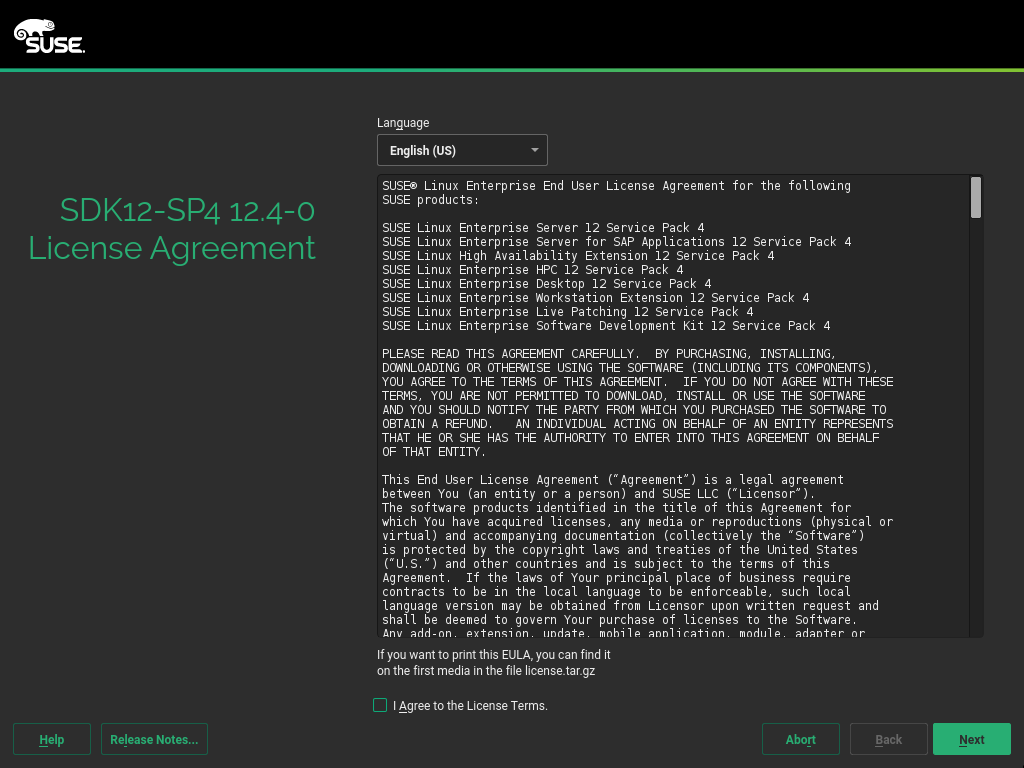 SUSE
Language
English (US)
SDK12-SP4 12.4-0
License Agreement
SUSE® Linux Enterprise End User License Agreement for the following
SUSE products:
SUSE Linux Enterprise Server 12 Service Pack 4
SUSE Linux Enterprise Server for SAP Applications 12 Service Pack 4
SUSE Linux High Availability Extension 12 Service Pack 4
SUSE Linux Enterprise HPC 12 Service Pack 4
SUSE Linux Enterprise Desktop 12 Service Pack 4
SUSE Linux Enterprise Workstation Extension 12 Service Pack 4
SUSE Linux Enterprise Live Patching 12 Service Pack 4
SUSE Linux Enterprise Software Development Kit 12 Service Pack 4
PLEASE READ THIS AGREEMENT CAREFULLY.  BY PURCHASING, INSTALLING,
DOWNLOADING OR OTHERWISE USING THE SOFTWARE (INCLUDING ITS COMPONENTS),
YOU AGREE TO THE TERMS OF THIS AGREEMENT.  IF YOU DO NOT AGREE WITH THESE
TERMS, YOU ARE NOT PERMITTED TO DOWNLOAD, INSTALL OR USE THE SOFTWARE
AND YOU SHOULD NOTIFY THE PARTY FROM WHICH YOU PURCHASED THE SOFTWARE TO
OBTAIN A REFUND.   AN INDIVIDUAL ACTING ON BEHALF OF AN ENTITY REPRESENTS
THAT HE OR SHE HAS THE AUTHORITY TO ENTER INTO THIS AGREEMENT ON BEHALF
OF THAT ENTITY.
This End User License Agreement (“Agreement”) is a legal agreement
between You (an entity or a person) and SUSE LLC (“Licensor”).
The software products identified in the title of this Agreement for
which You have acquired licenses, any media or reproductions (physical or
virtual) and accompanying documentation (collectively the “Software”)
is protected by the copyright laws and treaties of the United States
(“U.S.”) and other countries and is subject to the terms of this
Agreement.  If the laws of Your principal place of business require
contracts to be in the local language to be enforceable, such local
language version may be obtained from Licensor upon written request and
shall be deemed to govern Your purchase of licenses to the Software.
Any add-on, extension, update, mobile application, module, adapter or
If you want to print this EULA, you can find it
on the first media in the file license.tar.gz
I Agree to the License Terms.
Help
Release Notes...
Abort
Back
Next